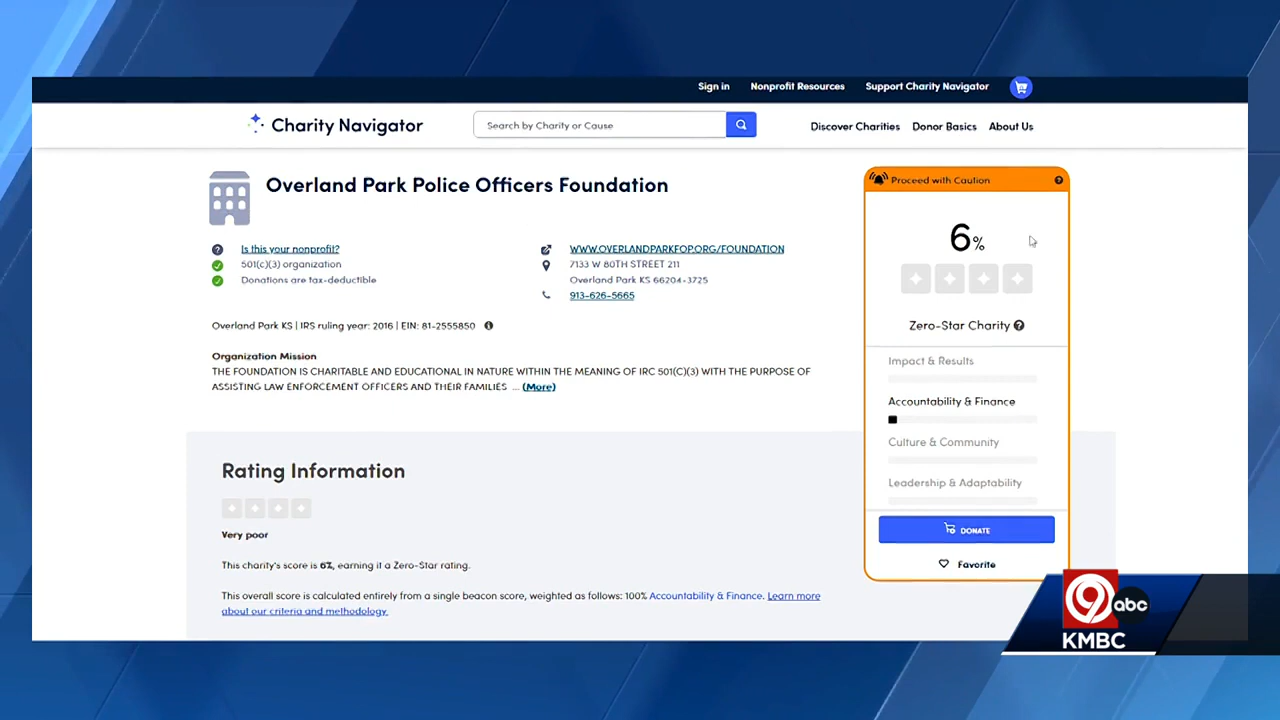 Sign in Nonprofit Resources Support Charity Navigator
Charity Navigator
Search by Charity or Cause
Discover Charities Donor Basics About Us
Overland Park Police Officers Foundation
Is this your nonprofit?
501(c)(3) organization
Donations are tax-deductible
WWW.OVERLANDPARKFOP.ORG/FOUNDATION
7133 W 80TH STREET 211
Overland Park KS 66204-3725
913-626-5665
Overland Park KS | IRS ruling year: 2016 | EIN: 81-2555850
Organization Mission
THE FOUNDATION IS CHARITABLE AND EDUCATIONAL IN NATURE WITHIN THE MEANING OF IRC 501(C)(3) WITH THE PURPOSE OF
ASSISTING LAW ENFORCEMENT OFFICERS AND THEIR FAMILIES ... (More)
Proceed with Caution
6%
Zero-Star Charity
Impact & Results
Accountability & Finance
Culture & Community
Leadership & Adaptability
DONATE
Favorite
Rating Information
Very poor
This charity's score is 6%, earning it a Zero-Star rating.
This overall score is calculated entirely from a single beacon score, weighted as follows: 100% Accountability & Finance. Learn more
about our criteria and methodology.
9 abc
KMBC